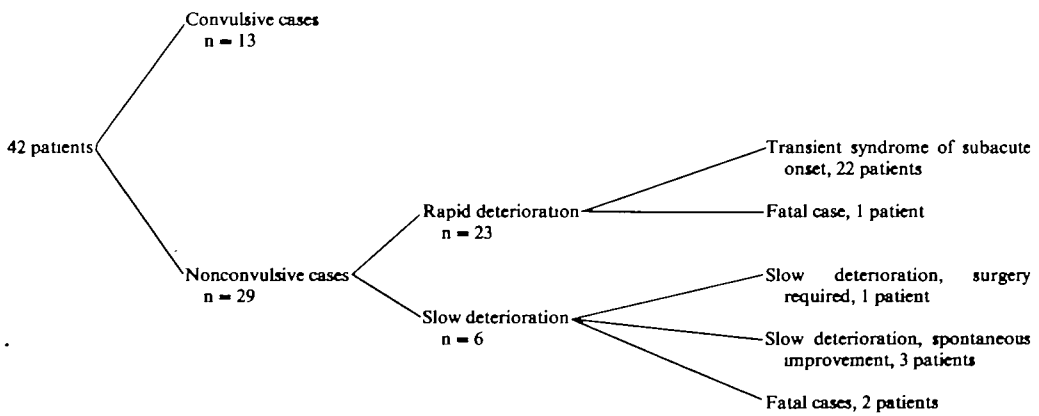 Convulsive cases
n = 13
42 patients
Transient syndrome of subacute
onset, 22 patients
Rapid deterioration
n = 23
Fatal case, 1 patient
Nonconvulsive cases
n = 29
Slow deterioration, surgery
required, 1 patient
Slow deterioration
n = 6
Slow deterioration, spontaneous
improvement, 3 patients
Fatal cases, 2 patients